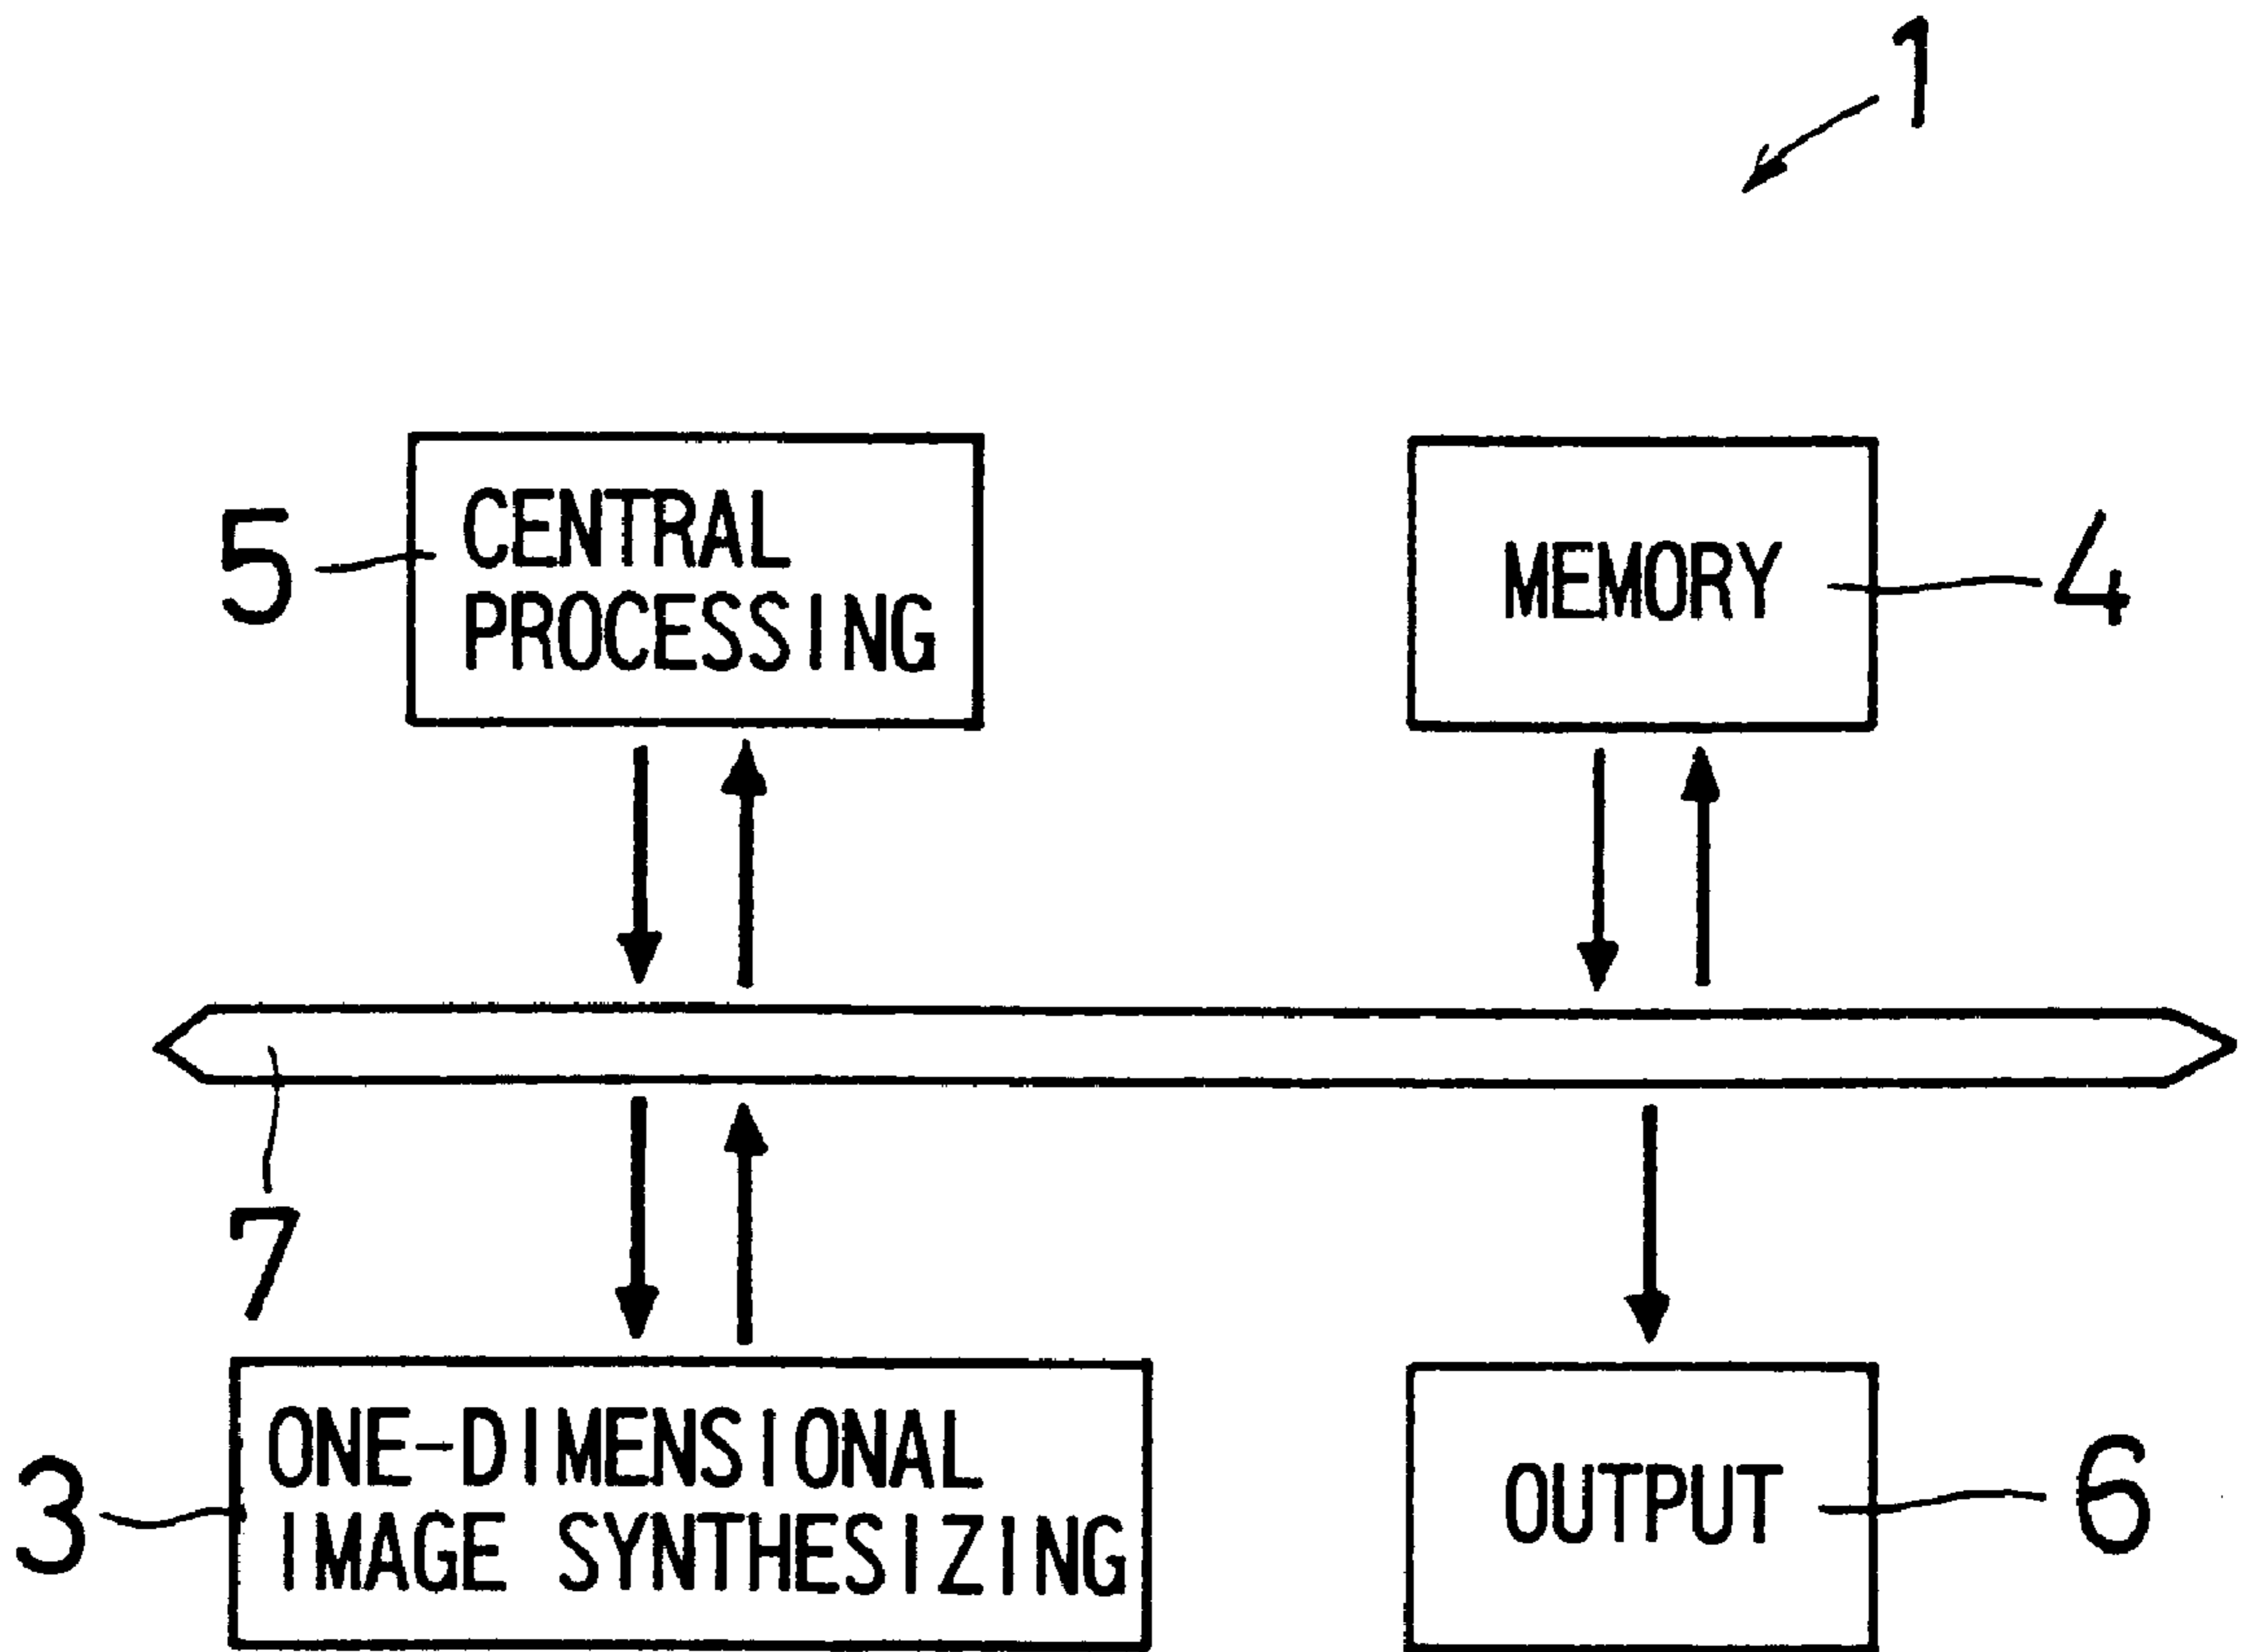 1
5
CENTRAL
PROCESSING
MEMORY
4
7
3
ONE-DIMENSIONAL
IMAGE SYNTHESIZING
OUTPUT
6